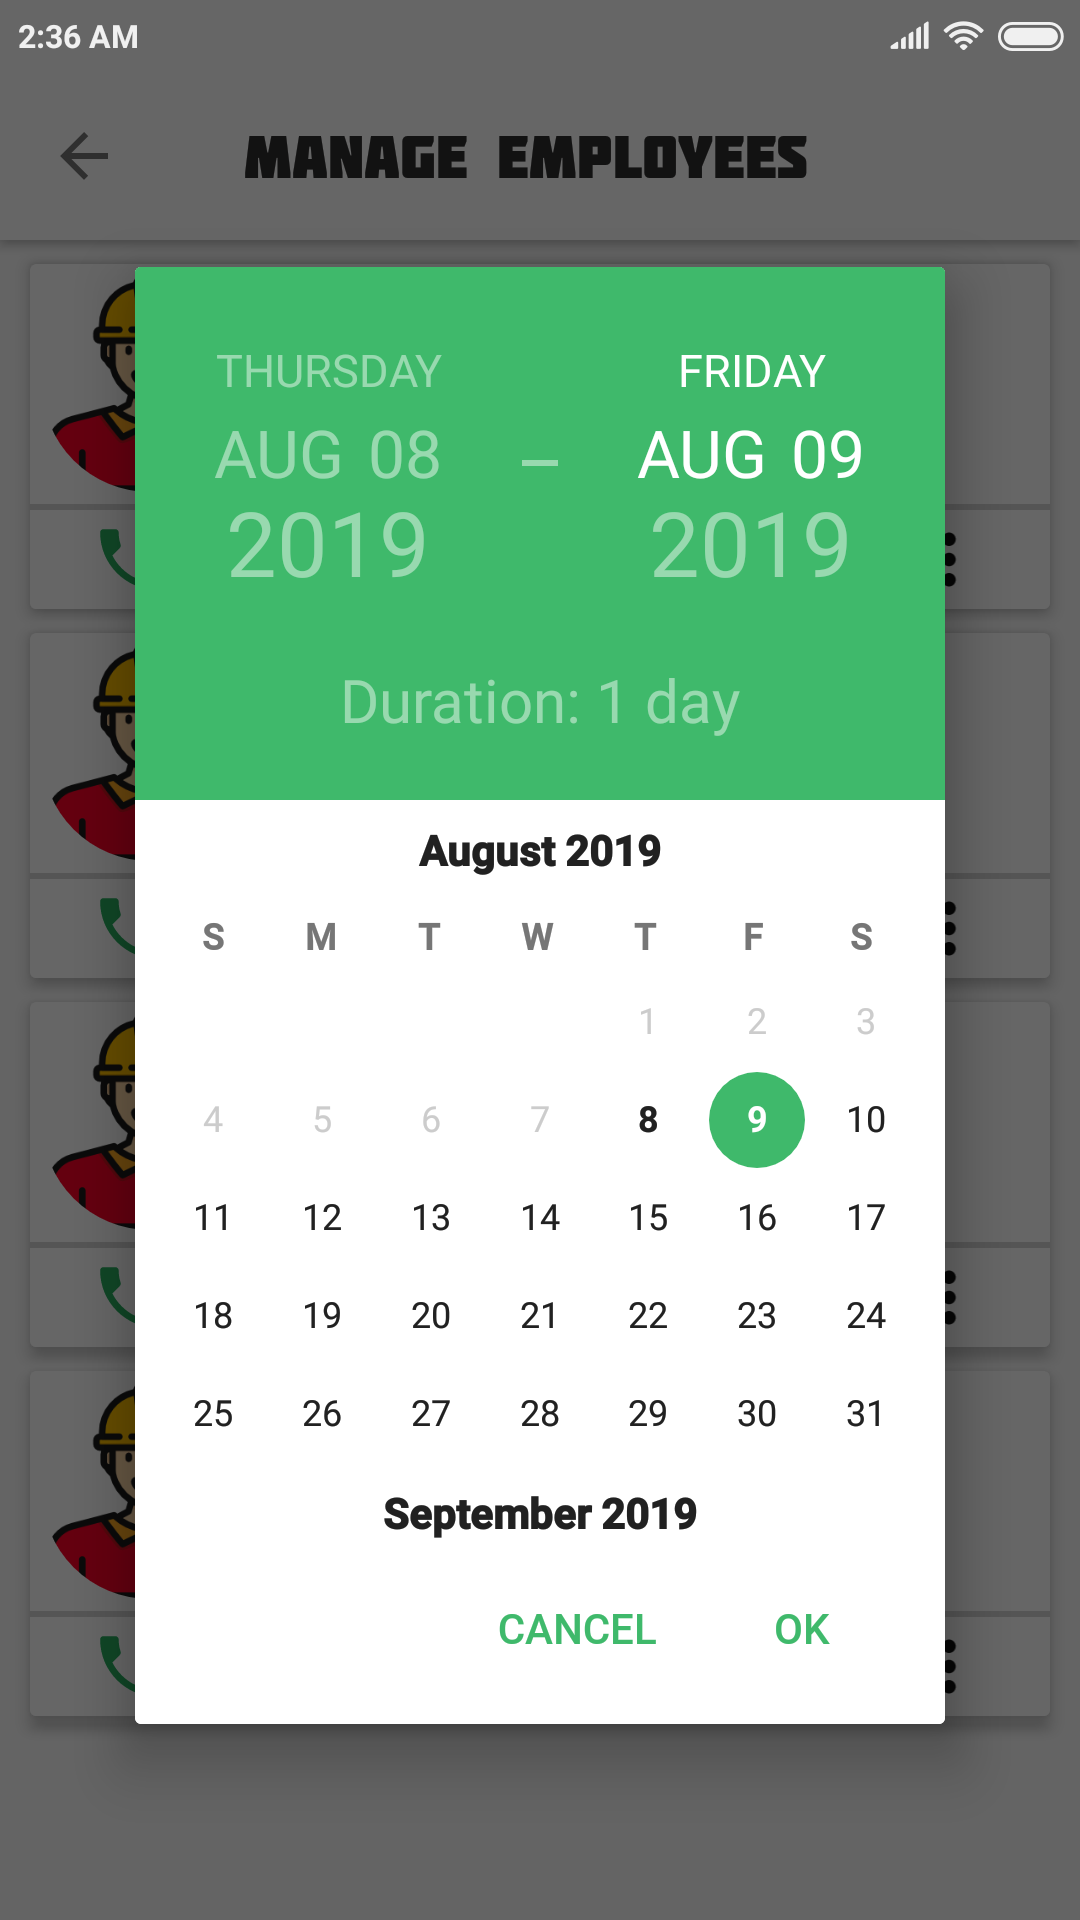 2:36 AM
MANAGE EMPLOYEES
THURSDAY FRIDAY
AUG 08 – AUG 09
2019 2019
Duration: 1 day
August 2019
S M T W T F S
1 2 3
4 5 6 7 8 9 10
11 12 13 14 15 16 17
18 19 20 21 22 23 24
25 26 27 28 29 30 31
September 2019
CANCEL OK